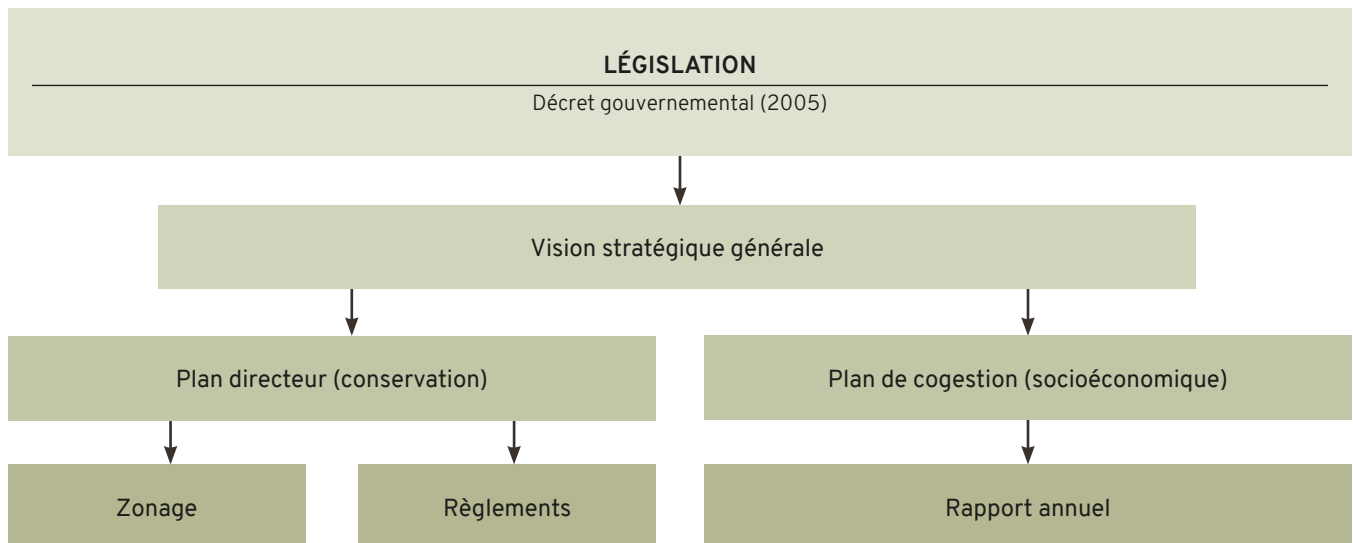 LÉGISLATION
Décret gouvernemental (2005)
Vision stratégique générale
Plan directeur (conservation)
Plan de cogestion (socioéconomique)
Zonage
Règlements
Rapport annuel